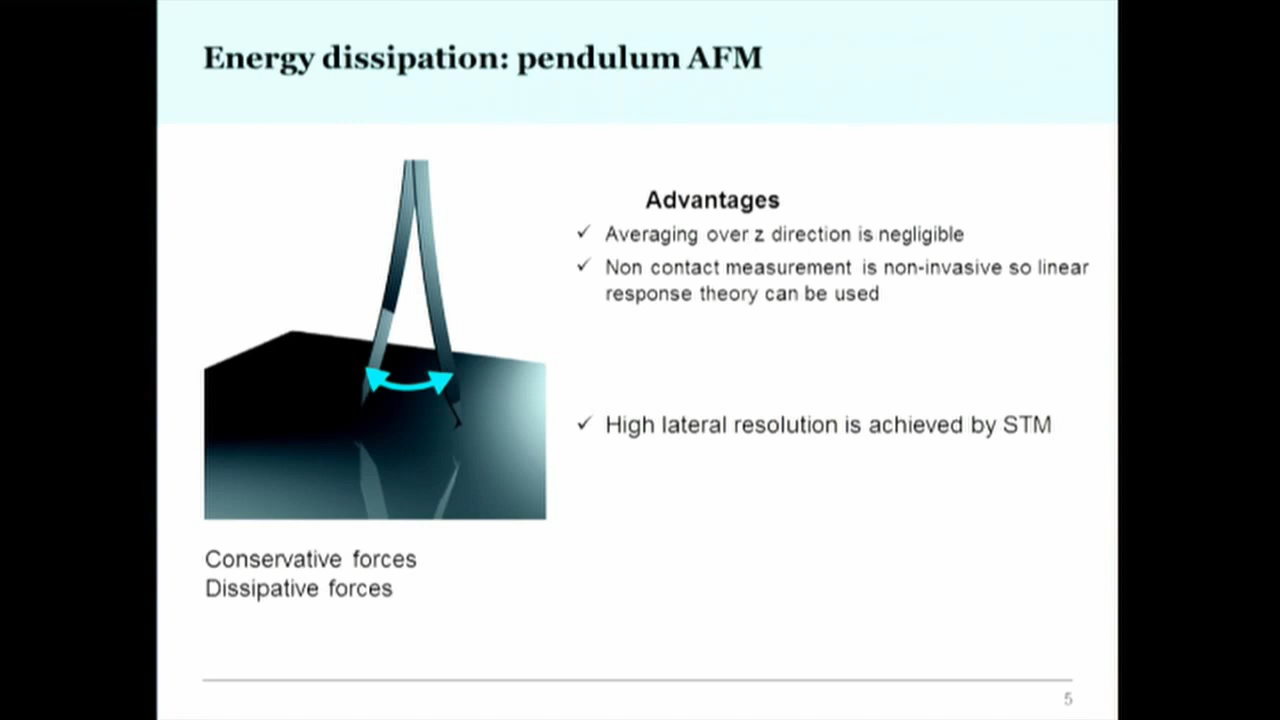 Energy dissipation: pendulum AFM
Advantages
✓ Averaging over z direction is negligible
✓ Non contact measurement is non-invasive so linear
response theory can be used
✓ High lateral resolution is achieved by STM
Conservative forces
Dissipative forces
5